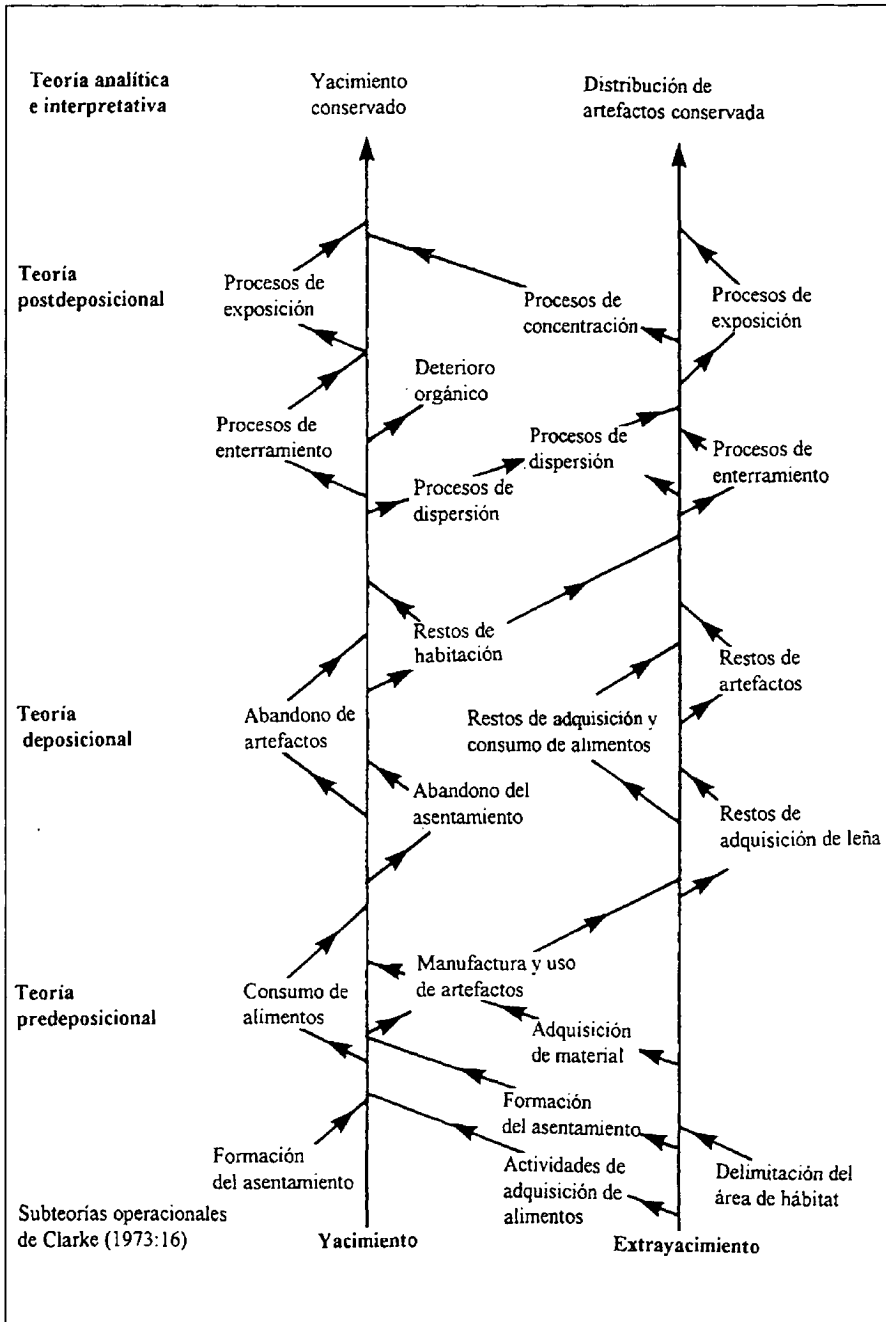 Teoría analítica
e interpretativa
Yacimiento
conservado
Distribución de
artefactos conservada
Teoría
postdeposicional
Procesos de
exposición
Procesos de
concentración
Procesos de
exposición
Deterioro
orgánico
Procesos de
enterramiento
Procesos de
dispersión
Procesos de
dispersión
Procesos de
enterramiento
Restos de
habitación
Restos de
artefactos
Teoría
deposicional
Abandono de
artefactos
Restos de adquisición y
consumo de alimentos
Abandono del
asentamiento
Restos de
adquisición de leña
Teoría
predeposicional
Consumo de
alimentos
Manufactura y uso
de artefactos
Adquisición
de material
Formación
del asentamiento
Formación
del asentamiento
Actividades de
adquisición de
alimentos
Delimitación del
área de hábitat
Subteorías operacionales
de Clarke (1973:16)
Yacimiento
Extrayacimiento